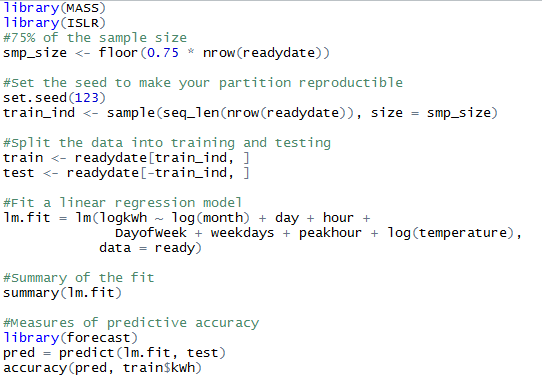 library(MASS)
library(ISLR)
#75% of the sample size
smp_size <- floor(0.75 * nrow(readydate))
#Set the seed to make your partition reproductible
set.seed(123)
train_ind <- sample(seq_len(nrow(readydate)), size = smp_size)
#Split the data into training and testing
train <- readydate[train_ind, ]
test <- readydate[-train_ind, ]
#Fit a linear regression model
lm.fit = lm(logkWh ~ log(month) + day + hour +
DayofWeek + weekdays + peakhour + log(temperature),
data = ready)
#Summary of the fit
summary(lm.fit)
#Measures of predictive accuracy
library(forecast)
pred = predict(lm.fit, test)
accuracy(pred, train$kWh)